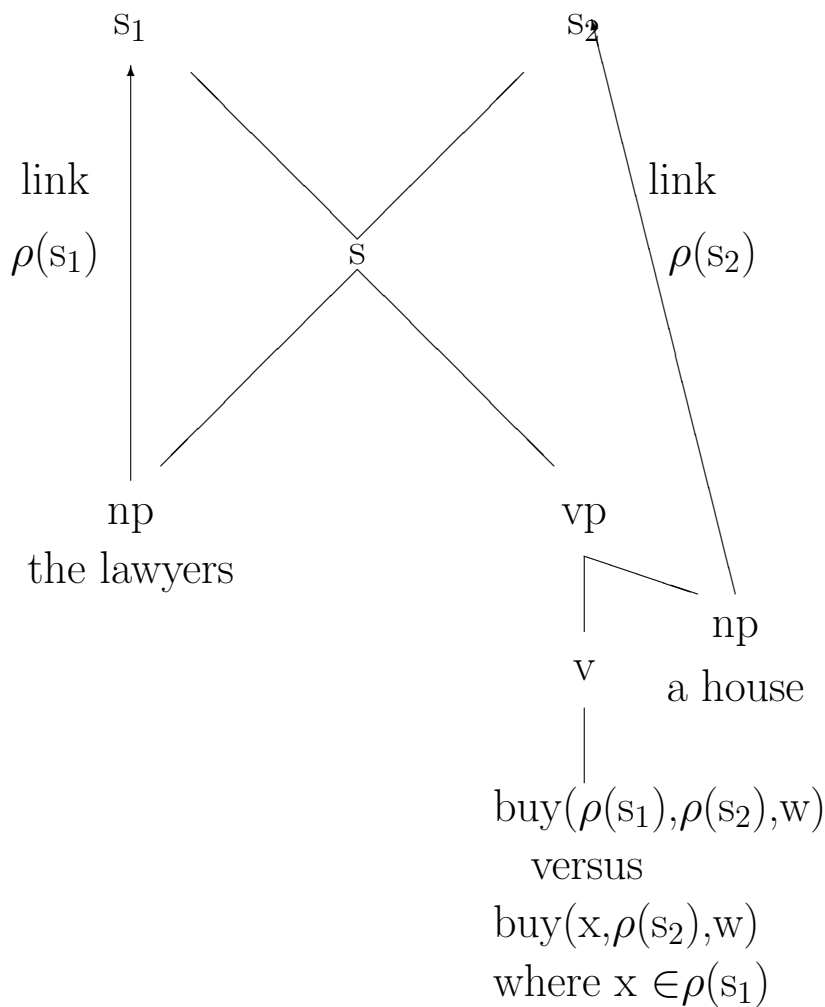 s₁ s₂
link link
ρ(s₁) ρ(s₂)
s
np vp
the lawyers
np
v
a house
buy(ρ(s₁),ρ(s₂),w)
versus
buy(x,ρ(s₂),w)
where x ∈ρ(s₁)